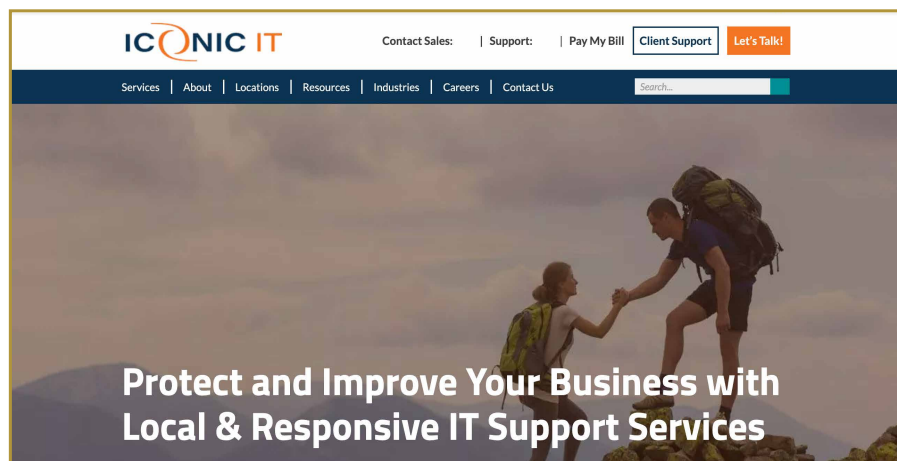 ICONIC IT
Contact Sales: | Support: | Pay My Bill Client Support Let's Talk!
Services | About | Locations | Resources | Industries | Careers | Contact Us Search...
Protect and Improve Your Business with
Local & Responsive IT Support Services